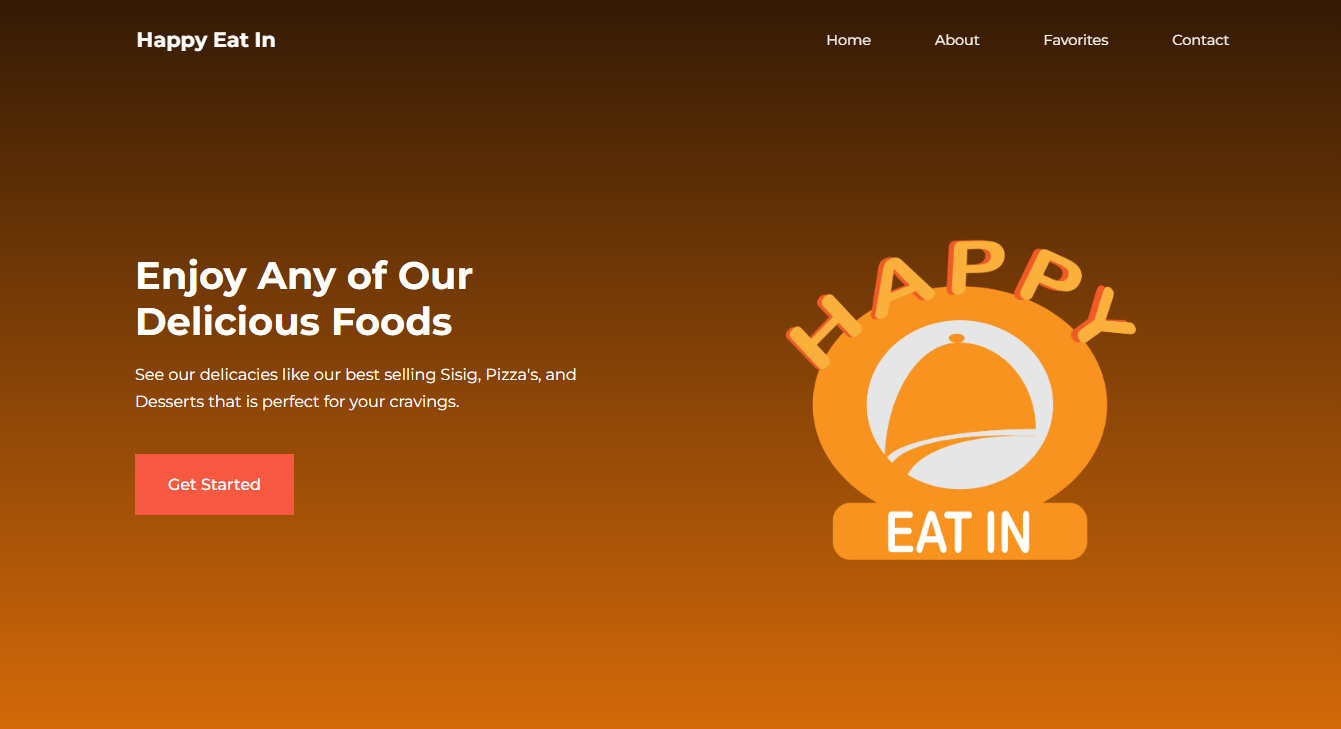 Happy Eat In
Home
About
Favorites
Contact
Enjoy Any of Our
Delicious Foods
See our delicacies like our best selling Sisig, Pizza's, and
Desserts that is perfect for your cravings.
Get Started
HAPPY
EAT IN